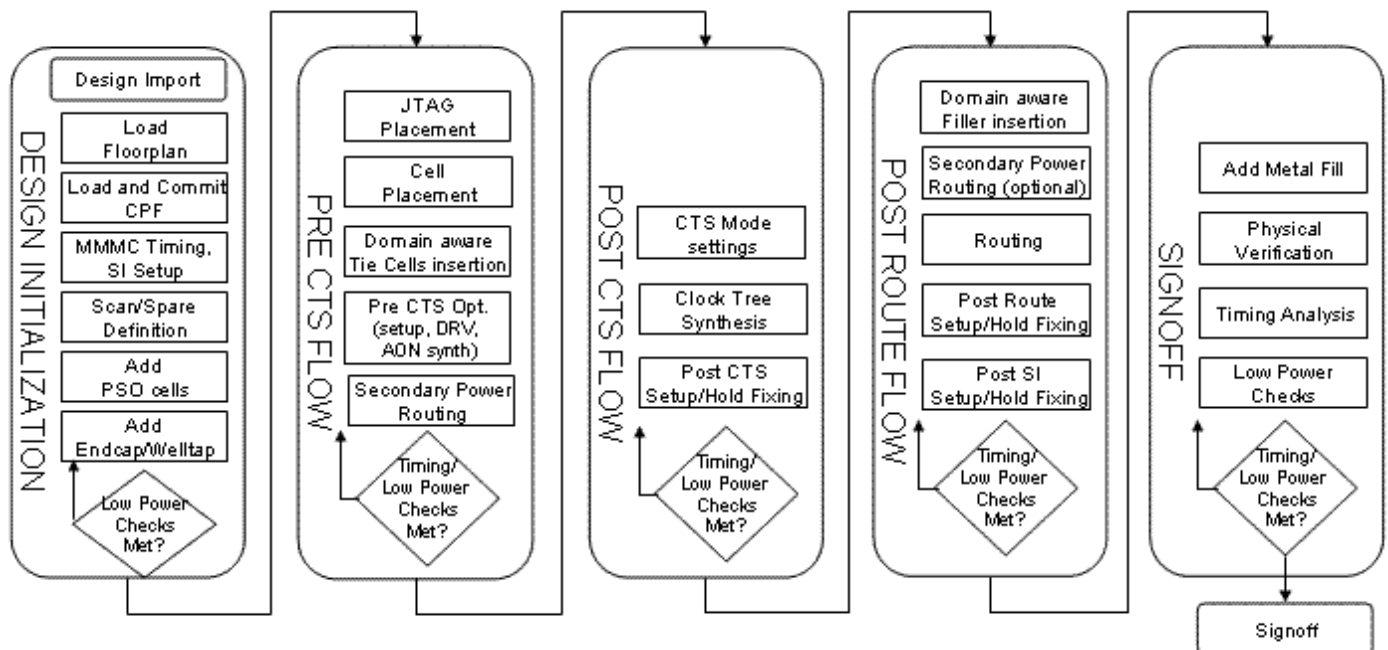 DESIGN INITIALIZATION
Design Import
Load
Floorplan
Load and Commit
CPF
MMMC Timing,
SI Setup
Scan/Spare
Definition
Add
PSO cells
Add
Endcap/Welltap
Low Power
Checks
Met?
PRE CTS FLOW
JTAG
Placement
Cell
Placement
Domain aware
Tie Cells insertion
Pre CTS Opt.
(setup, DRV,
AON synth)
Secondary Power
Routing
Timing/
Low Power
Checks
Met?
POST CTS FLOW
CTS Mode
settings
Clock Tree
Synthesis
Post CTS
Setup/Hold Fixing
Timing/
Low Power
Checks
Met?
POST ROUTE FLOW
Domain aware
Filler insertion
Secondary Power
Routing (optional)
Routing
Post Route
Setup/Hold Fixing
Post SI
Setup/Hold Fixing
Timing/
Low Power
Checks
Met?
SIGNOFF
Add Metal Fill
Physical
Verification
Timing Analysis
Low Power
Checks
Timing/
Low Power
Checks
Met?
Signoff